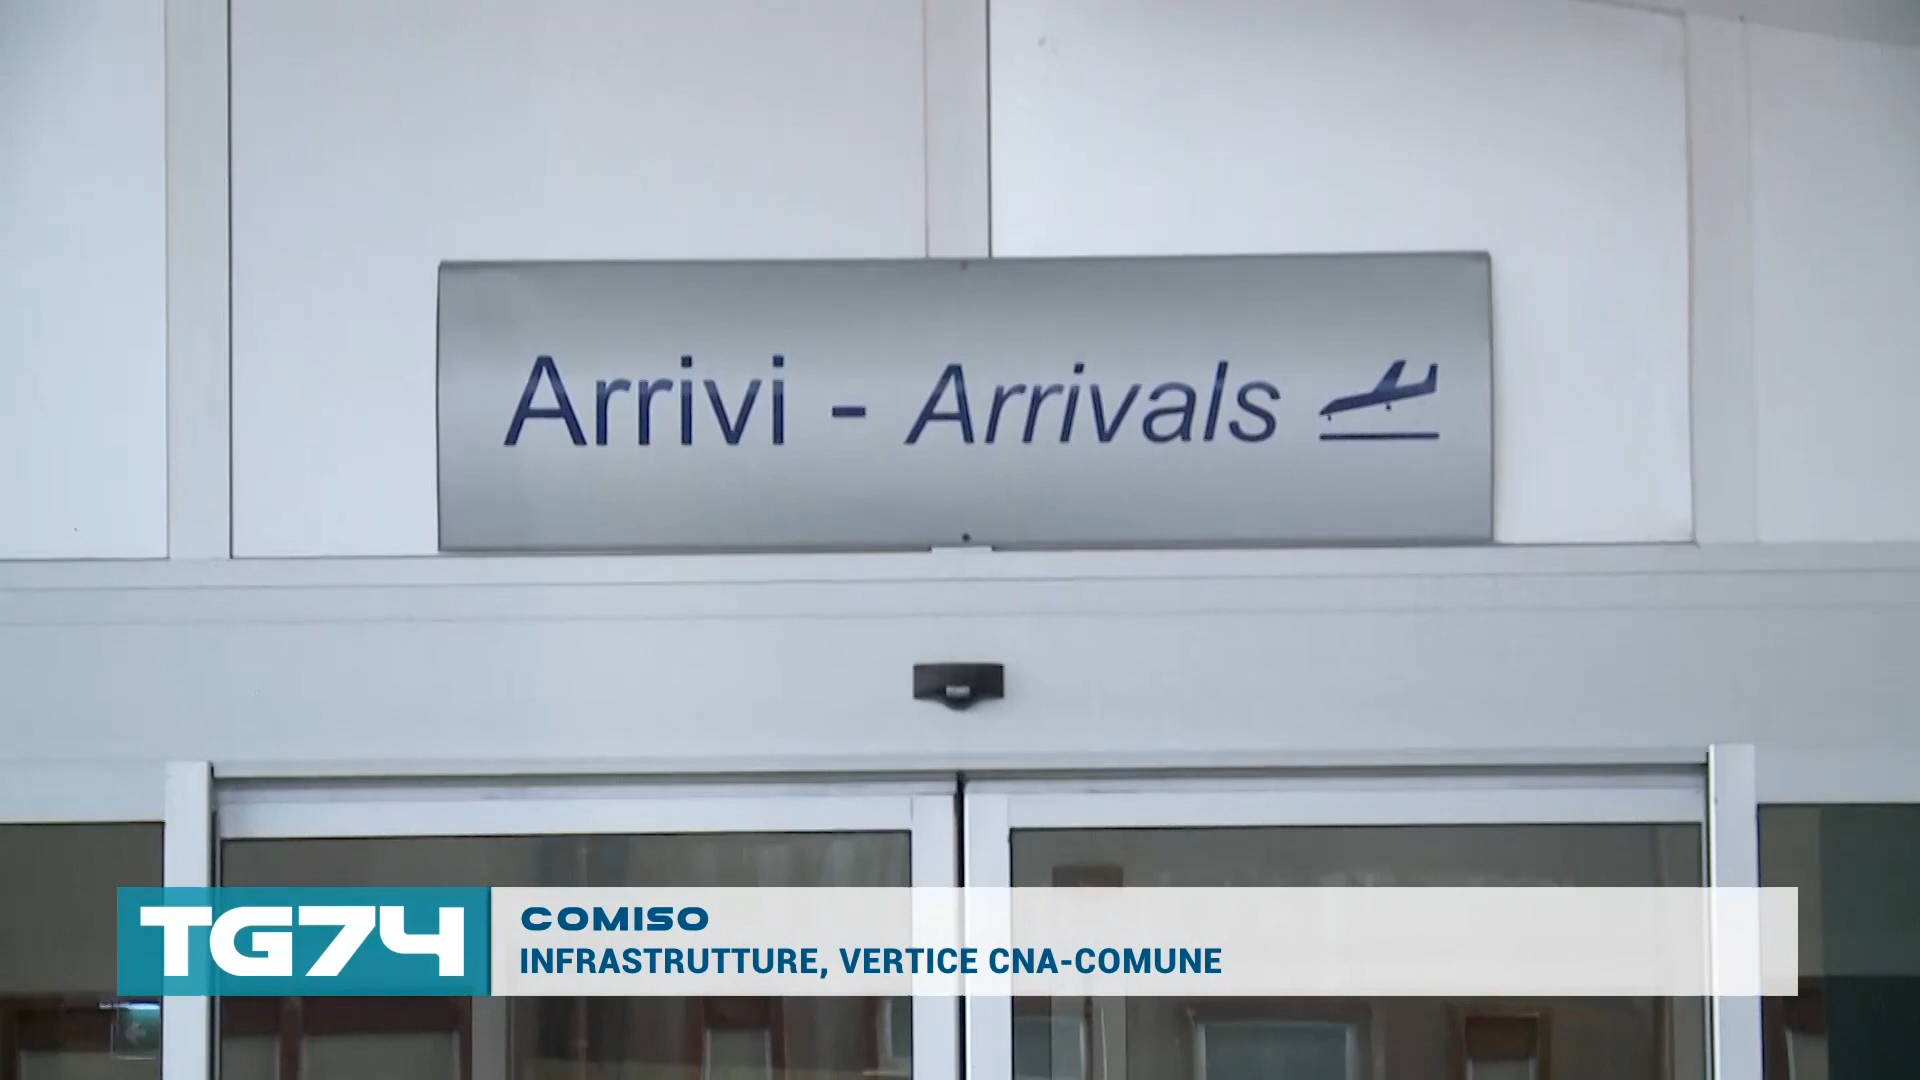 Arrivi - Arrivals
TG74
COMISO
INFRASTRUTTURE, VERTICE CNA-COMUNE